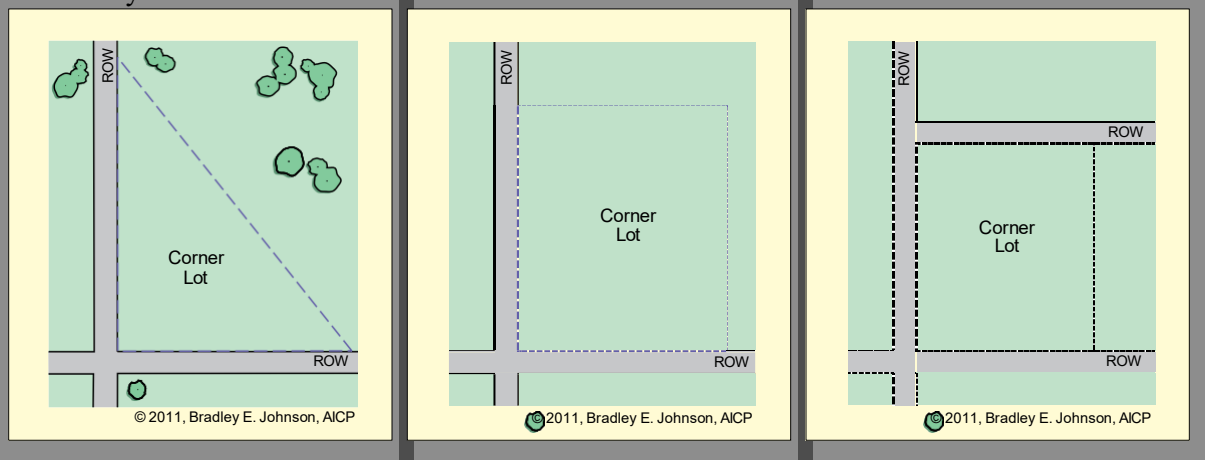 y
ROW
Corner
Lot
ROW
© 2011, Bradley E. Johnson, AICP
ROW
Corner
Lot
ROW
© 2011, Bradley E. Johnson, AICP
ROW
ROW
Corner
Lot
ROW
© 2011, Bradley E. Johnson, AICP